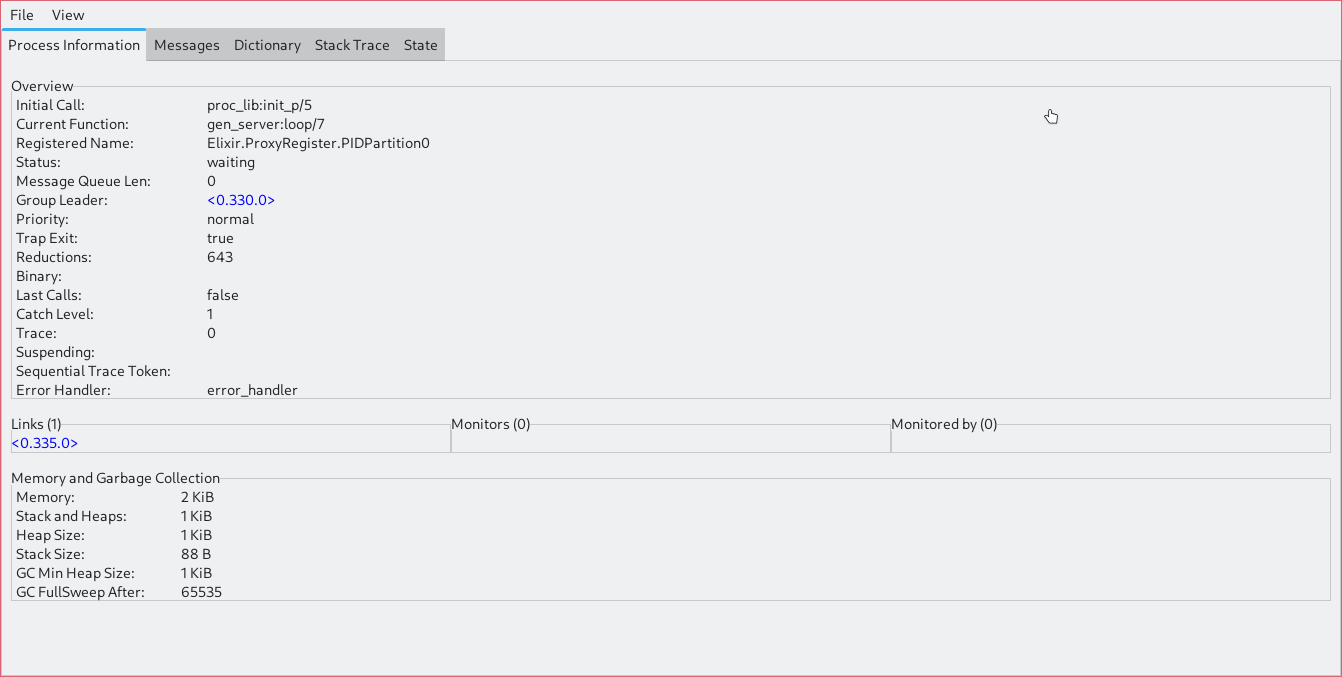 File View
Process Information Messages Dictionary Stack Trace State
Overview
Initial Call: proc_lib:init_p/5
Current Function: gen_server:loop/7
Registered Name: Elixir.ProxyRegister.PIDPartition0
Status: waiting
Message Queue Len: 0
Group Leader: <0.330.0>
Priority: normal
Trap Exit: true
Reductions: 643
Binary:
Last Calls: false
Catch Level: 1
Trace: 0
Suspending:
Sequential Trace Token:
Error Handler: error_handler
Links (1) Monitors (0) Monitored by (0)
<0.335.0>
Memory and Garbage Collection
Memory: 2 KiB
Stack and Heaps: 1 KiB
Heap Size: 1 KiB
Stack Size: 88 B
GC Min Heap Size: 1 KiB
GC FullSweep After: 65535